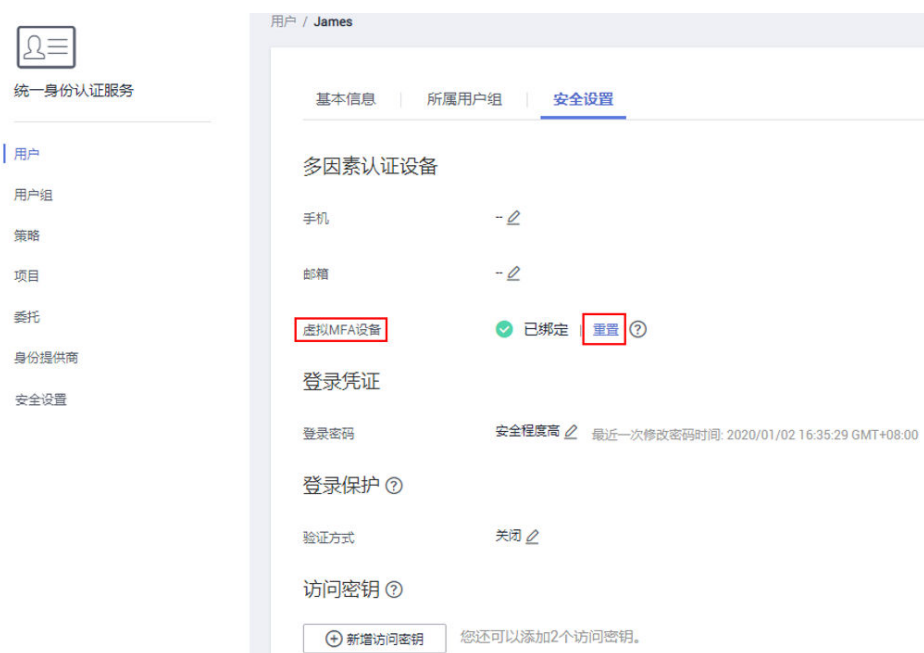 用户 / James
统一身份认证服务
用户
用户组
策略
项目
委托
身份提供商
安全设置
基本信息 | 所属用户组 | 安全设置
多因素认证设备
手机 --
邮箱 --
虚拟MFA设备 已绑定 | 重置 ?
登录凭证
登录密码 安全程度高 最近一次修改密码时间: 2020/01/02 16:35:29 GMT+08:00
登录保护 ?
验证方式 关闭
访问密钥 ?
新增访问密钥 您还可以添加2个访问密钥。